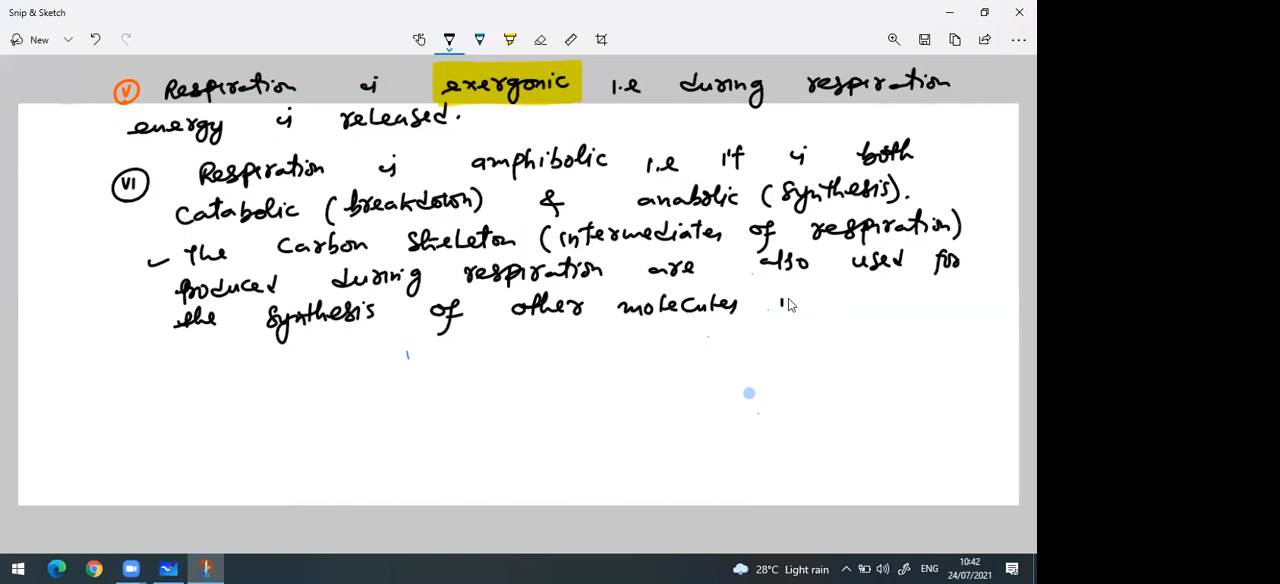 Snip & Sketch
New
V Respiration is exergonic i.e during respiration
energy is released.
VI Respiration is amphibolic i.e it is both
Catabolic (breakdown) & anabolic (Synthesis).
The Carbon Skeleton (intermediates of respiration)
produced during respiration are also used for
the Synthesis of other molecules
28°C Light rain
ENG
10:42
24/07/2021